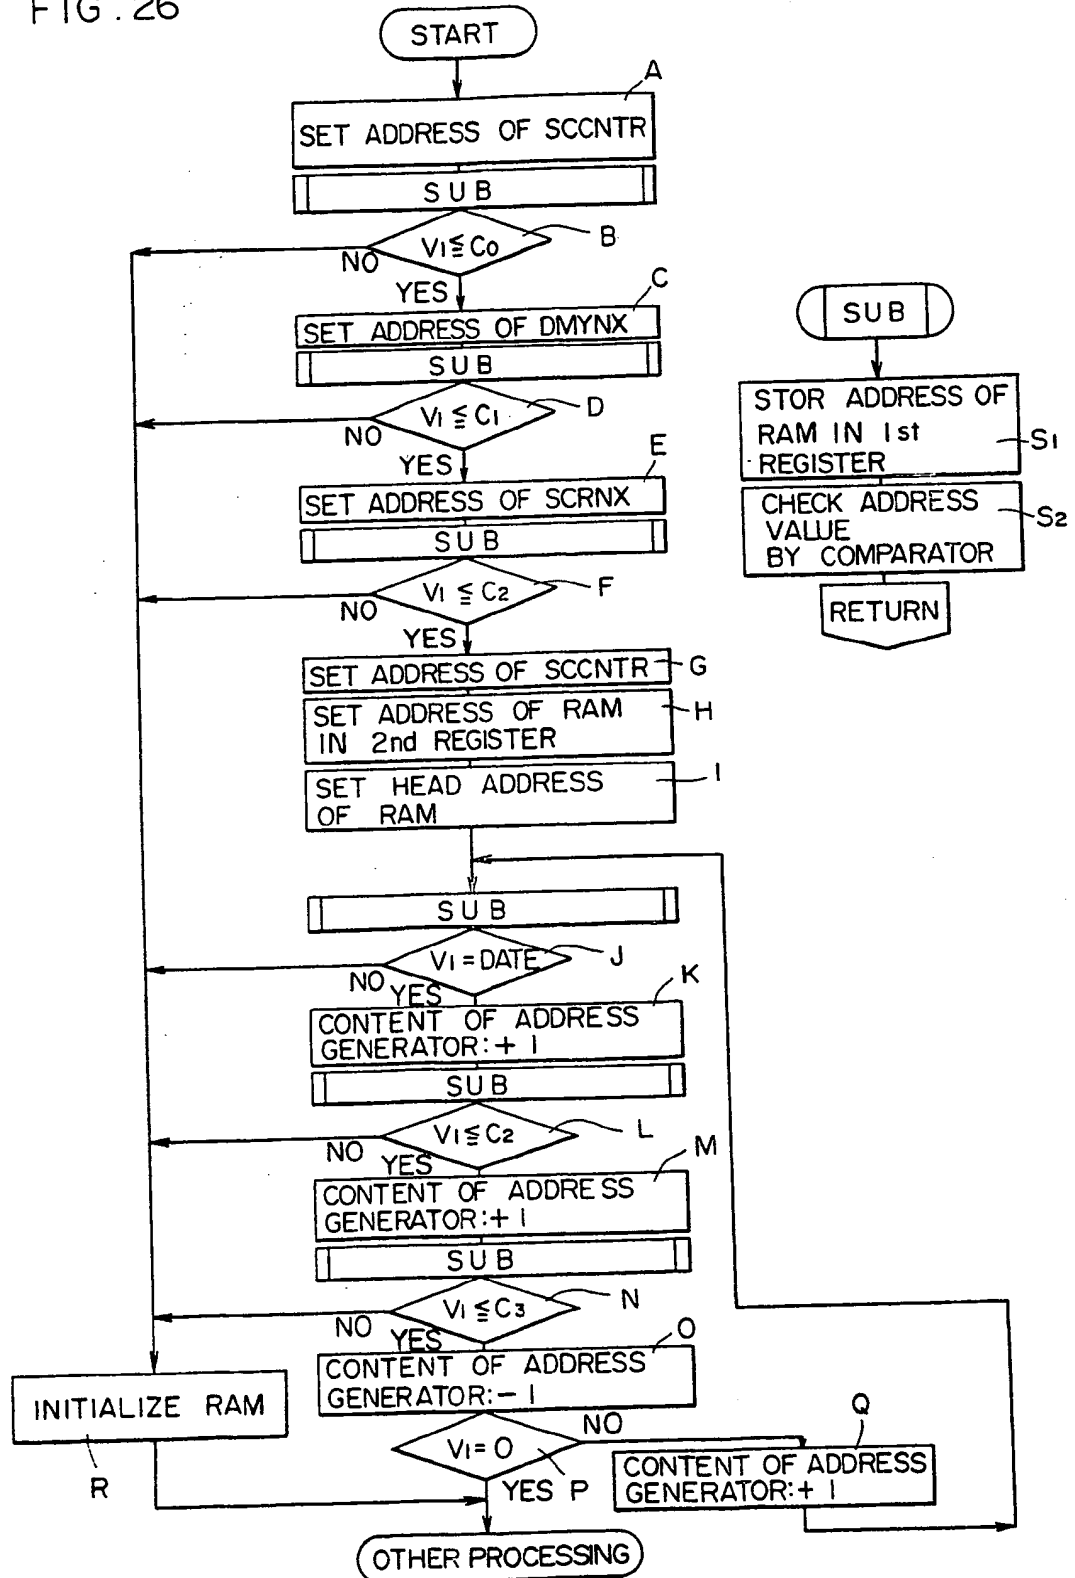 FIG. 26
START
A
SET ADDRESS OF SCCNTR
SUB
V1 ≦ C0
B
NO
YES
C
SET ADDRESS OF DMYNX
SUB
V1 ≦ C1
D
NO
YES
E
SET ADDRESS OF SCRNX
SUB
V1 ≦ C2
F
NO
YES
SET ADDRESS OF SCCNTR
G
SET ADDRESS OF RAM
IN 2nd REGISTER
H
SET HEAD ADDRESS
OF RAM
I
SUB
V1 = DATE
J
NO
YES
K
CONTENT OF ADDRESS
GENERATOR:+1
SUB
V1 ≦ C2
L
NO
YES
M
CONTENT OF ADDRESS
GENERATOR:+1
SUB
V1 ≦ C3
N
NO
YES
O
CONTENT OF ADDRESS
GENERATOR:-1
V1 = 0
NO
YES
P
Q
CONTENT OF ADDRESS
GENERATOR:+1
INITIALIZE RAM
R
OTHER PROCESSING
SUB
STOR ADDRESS OF
RAM IN 1st
REGISTER
S1
CHECK ADDRESS
VALUE
BY COMPARATOR
S2
RETURN